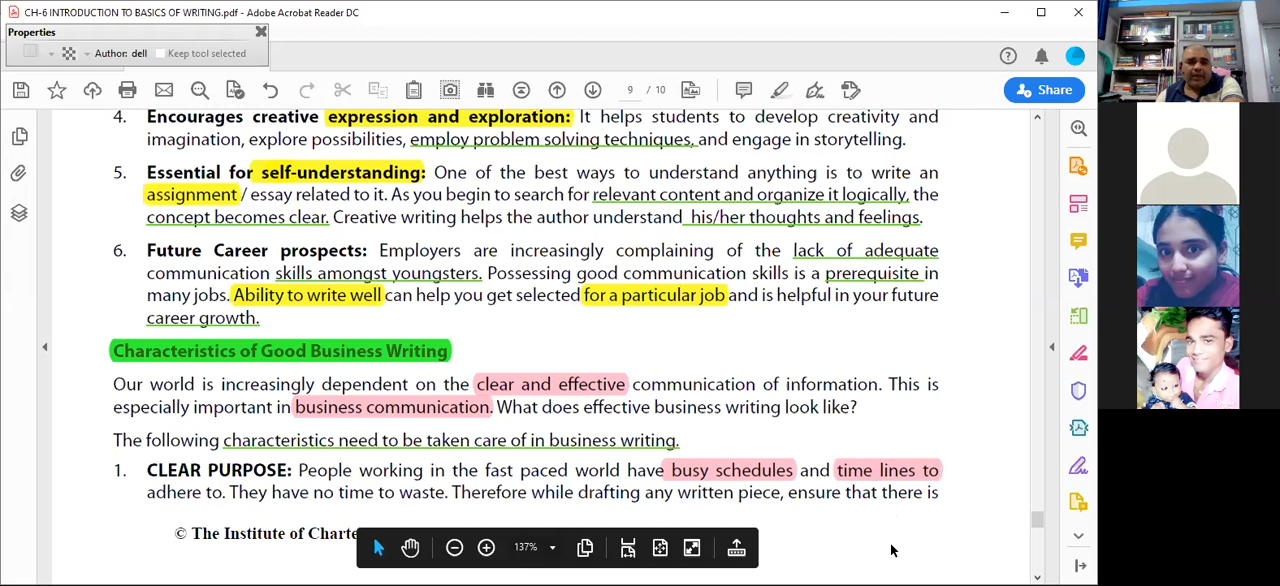 CH-6 INTRODUCTION TO BASICS OF WRITING.pdf - Adobe Acrobat Reader DC
Properties
Author: dell
Keep tool selected
9 / 10
Share
4. Encourages creative expression and exploration: It helps students to develop creativity and
imagination, explore possibilities, employ problem solving techniques, and engage in storytelling.
5. Essential for self-understanding: One of the best ways to understand anything is to write an
assignment / essay related to it. As you begin to search for relevant content and organize it logically, the
concept becomes clear. Creative writing helps the author understand his/her thoughts and feelings.
6. Future Career prospects: Employers are increasingly complaining of the lack of adequate
communication skills amongst youngsters. Possessing good communication skills is a prerequisite in
many jobs. Ability to write well can help you get selected for a particular job and is helpful in your future
career growth.
Characteristics of Good Business Writing
Our world is increasingly dependent on the clear and effective communication of information. This is
especially important in business communication. What does effective business writing look like?
The following characteristics need to be taken care of in business writing.
1. CLEAR PURPOSE: People working in the fast paced world have busy schedules and time lines to
adhere to. They have no time to waste. Therefore while drafting any written piece, ensure that there is
© The Institute of Charte
137%